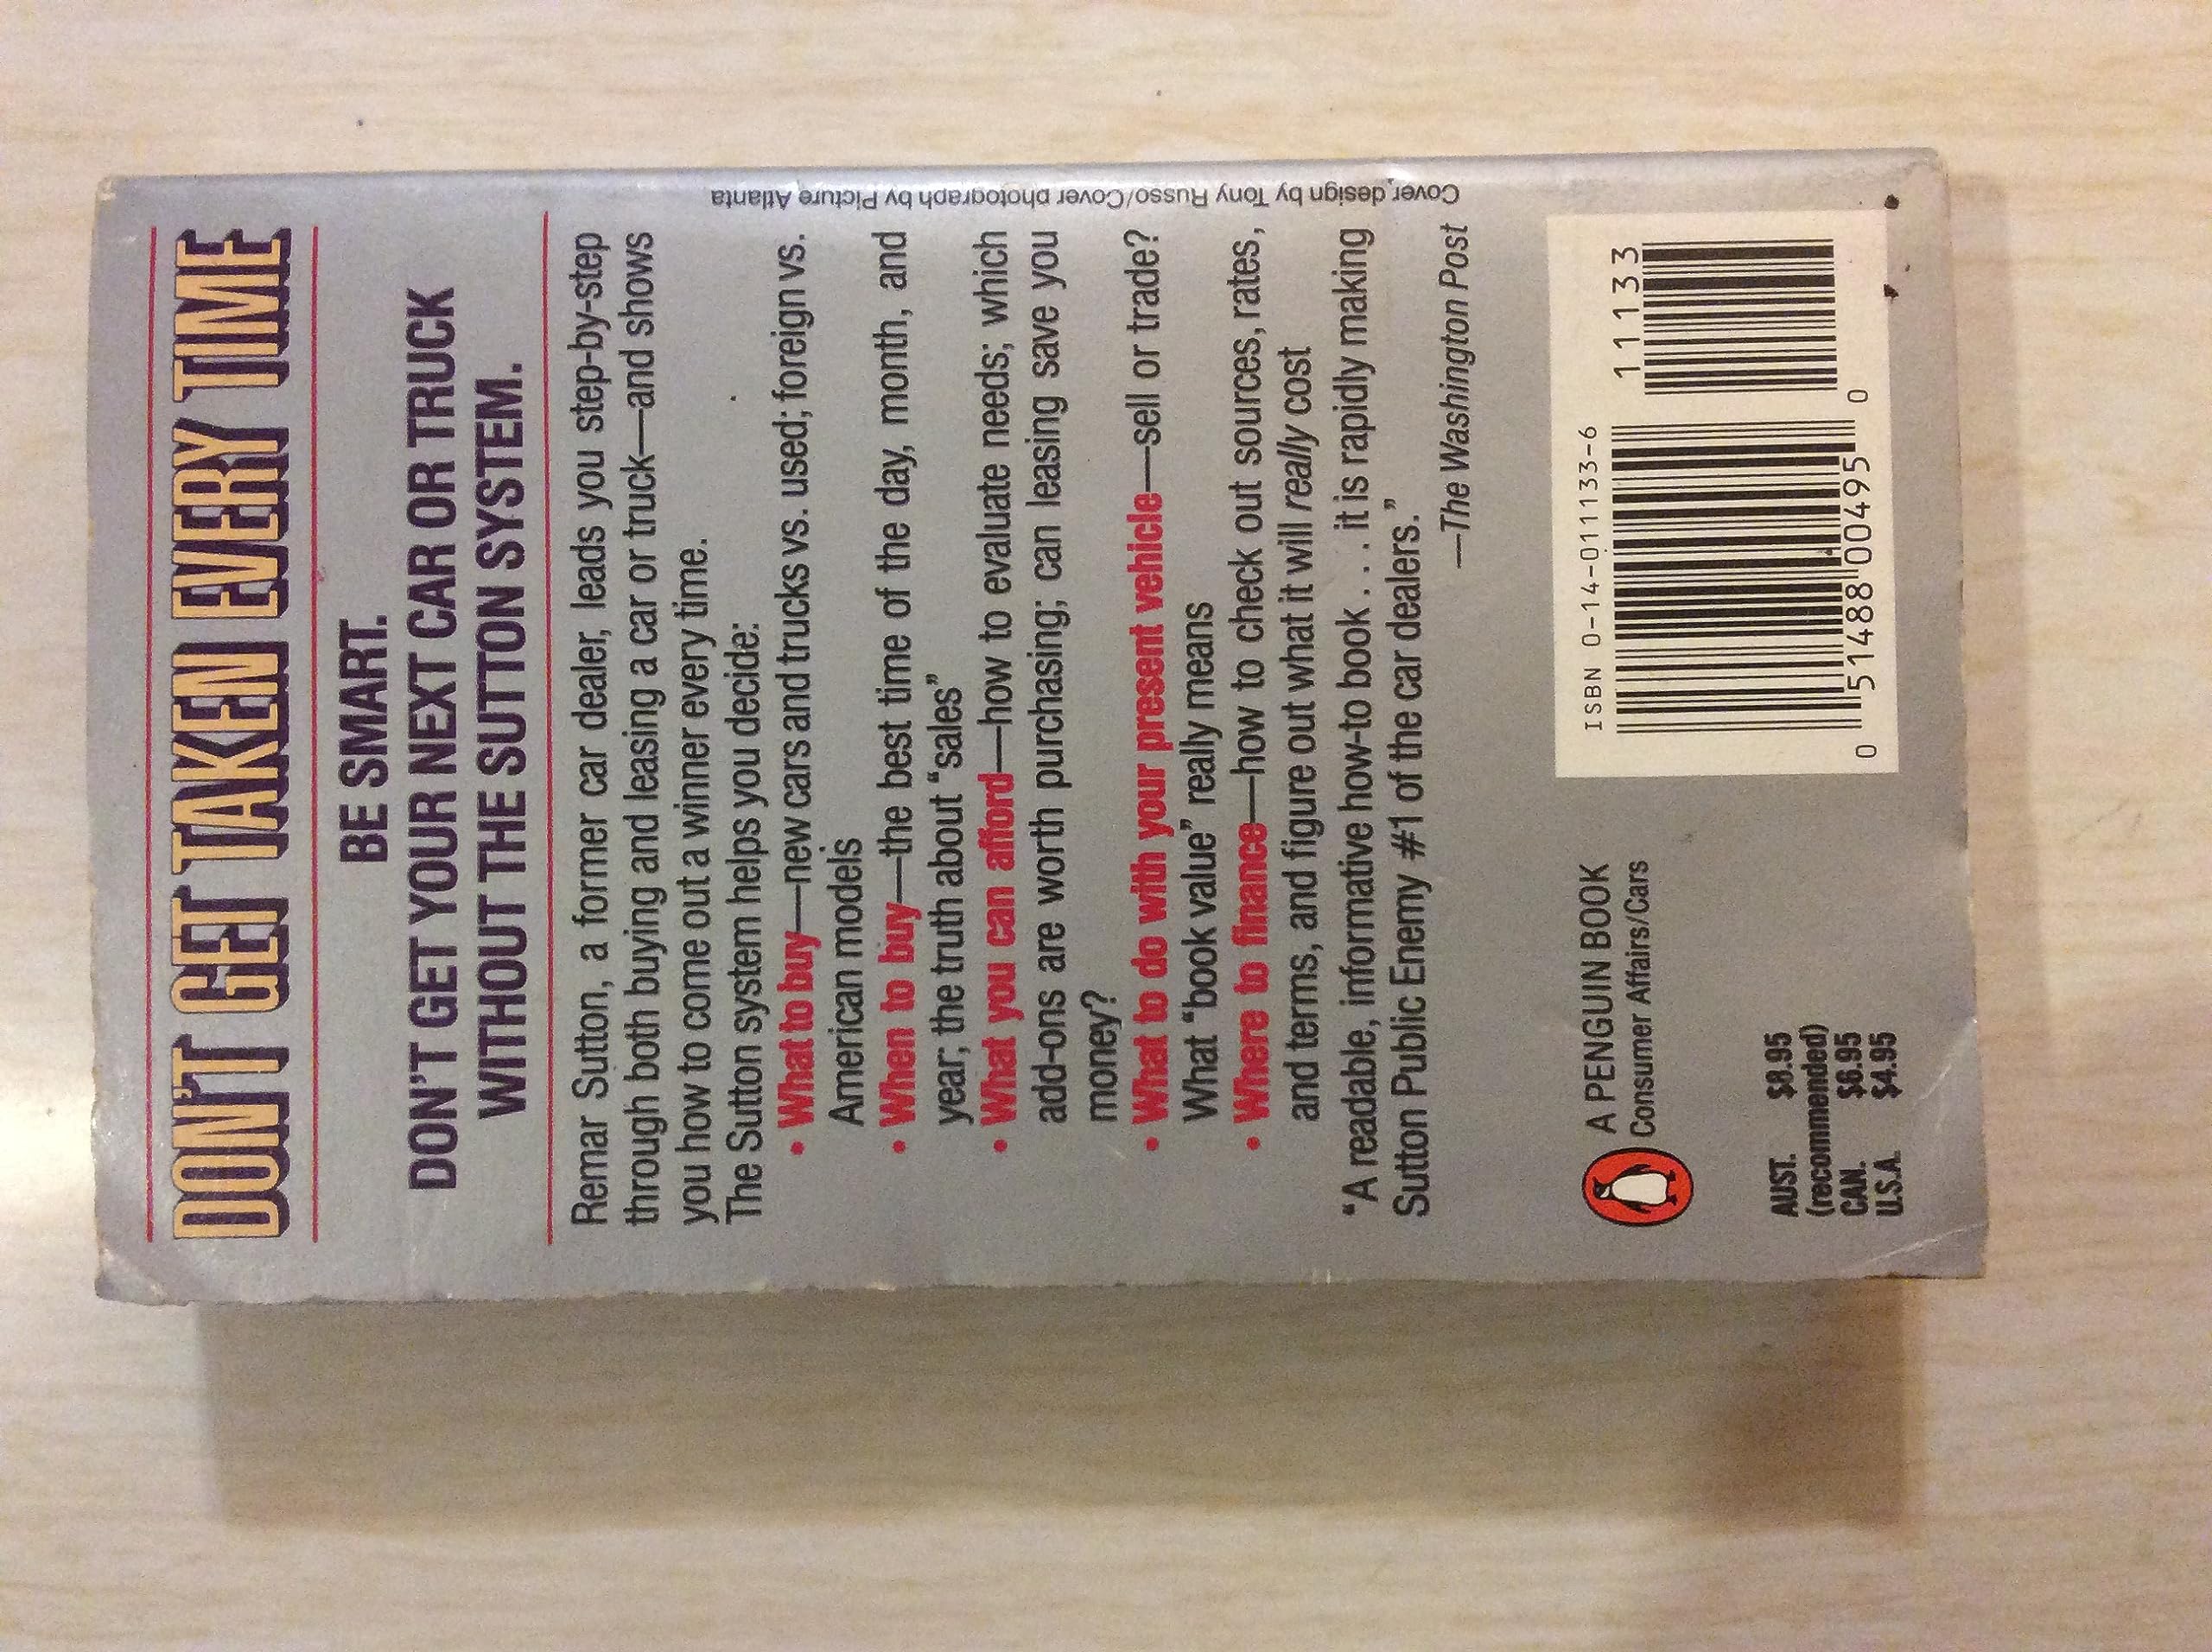 DON'T GET TAKEN EVERY TIME
BE SMART.
DON'T GET YOUR NEXT CAR OR TRUCK
WITHOUT THE SUTTON SYSTEM.
Remar Sutton, a former car dealer, leads you step-by-step
through both buying and leasing a car or truck—and shows
you how to come out a winner every time.
The Sutton system helps you decide:
• What to buy—new cars and trucks vs. used; foreign vs.
American models
• When to buy—the best time of the day, month, and
year; the truth about “sales”
• What you can afford—how to evaluate needs; which
add-ons are worth purchasing; can leasing save you
money?
• What to do with your present vehicle—sell or trade?
What “book value” really means
• Where to finance—how to check out sources, rates,
and terms, and figure out what it will really cost
“A readable, informative how-to book . . . it is rapidly making
Sutton Public Enemy #1 of the car dealers.”
—The Washington Post
A PENGUIN BOOK
Consumer Affairs/Cars
AUST. $8.95
(recommended)
CAN. $6.95
U.S.A. $4.95
ISBN 0-14-011133-6
11133
0 51488 00495 0
Cover design by Tony Russo/Cover photograph by Picture Atlanta